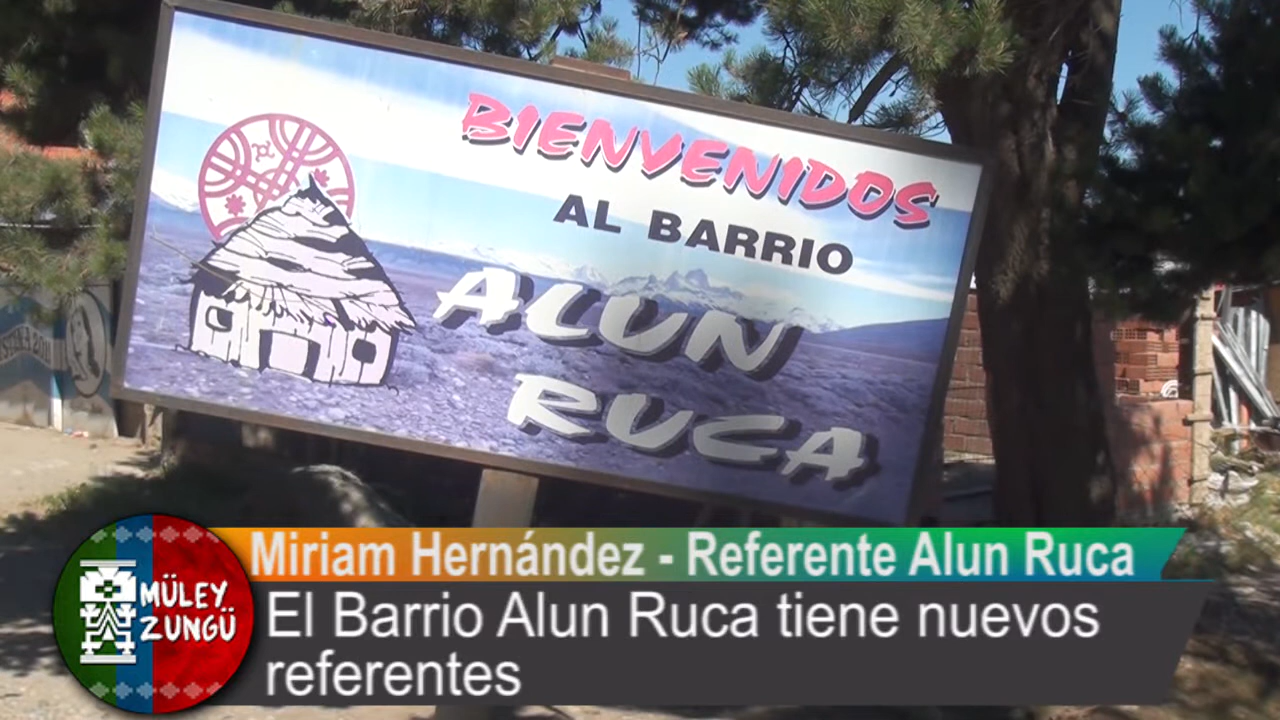 BIENVENIDOS
AL BARRIO
ALUN
RUCA
Miriam Hernández - Referente Alun Ruca
MÜLEY
ZUNGÜ
El Barrio Alun Ruca tiene nuevos
referentes